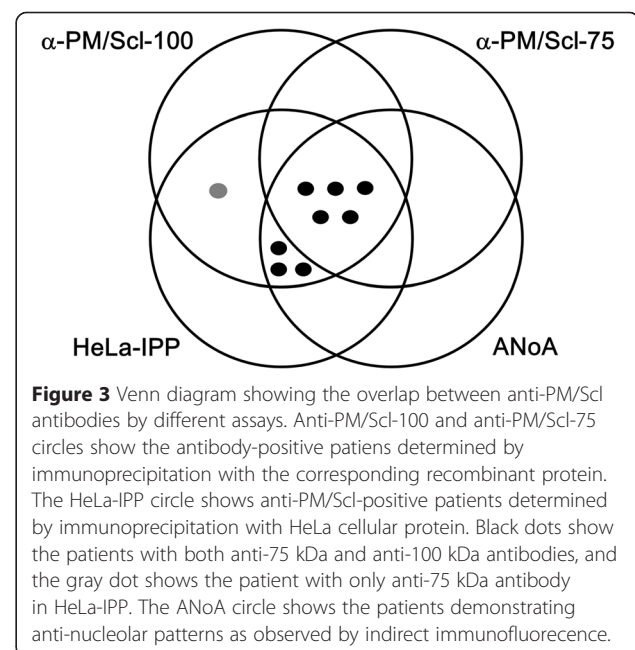 α-PM/Scl-100 α-PM/Scl-75
HeLa-IPP ANoA
Figure 3 Venn diagram showing the overlap between anti-PM/Scl
antibodies by different assays. Anti-PM/Scl-100 and anti-PM/Scl-75
circles show the antibody-positive patiens determined by
immunoprecipitation with the corresponding recombinant protein.
The HeLa-IPP circle shows anti-PM/Scl-positive patients determined
by immunoprecipitation with HeLa cellular protein. Black dots show
the patients with both anti-75 kDa and anti-100 kDa antibodies, and
the gray dot shows the patient with only anti-75 kDa antibody
in HeLa-IPP. The ANoA circle shows the patients demonstrating
anti-nucleolar patterns as observed by indirect immunofluorecence.